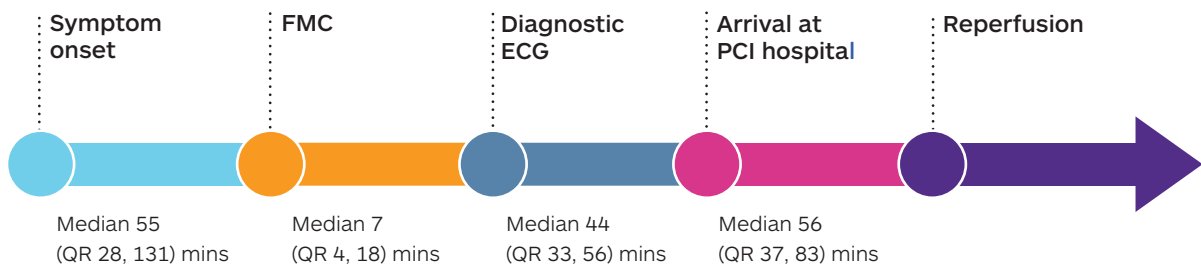 Symptom
onset
FMC
Diagnostic
ECG
Arrival at
PCI hospital
Reperfusion
Median 55
(QR 28, 131) mins
Median 7
(QR 4, 18) mins
Median 44
(QR 33, 56) mins
Median 56
(QR 37, 83) mins